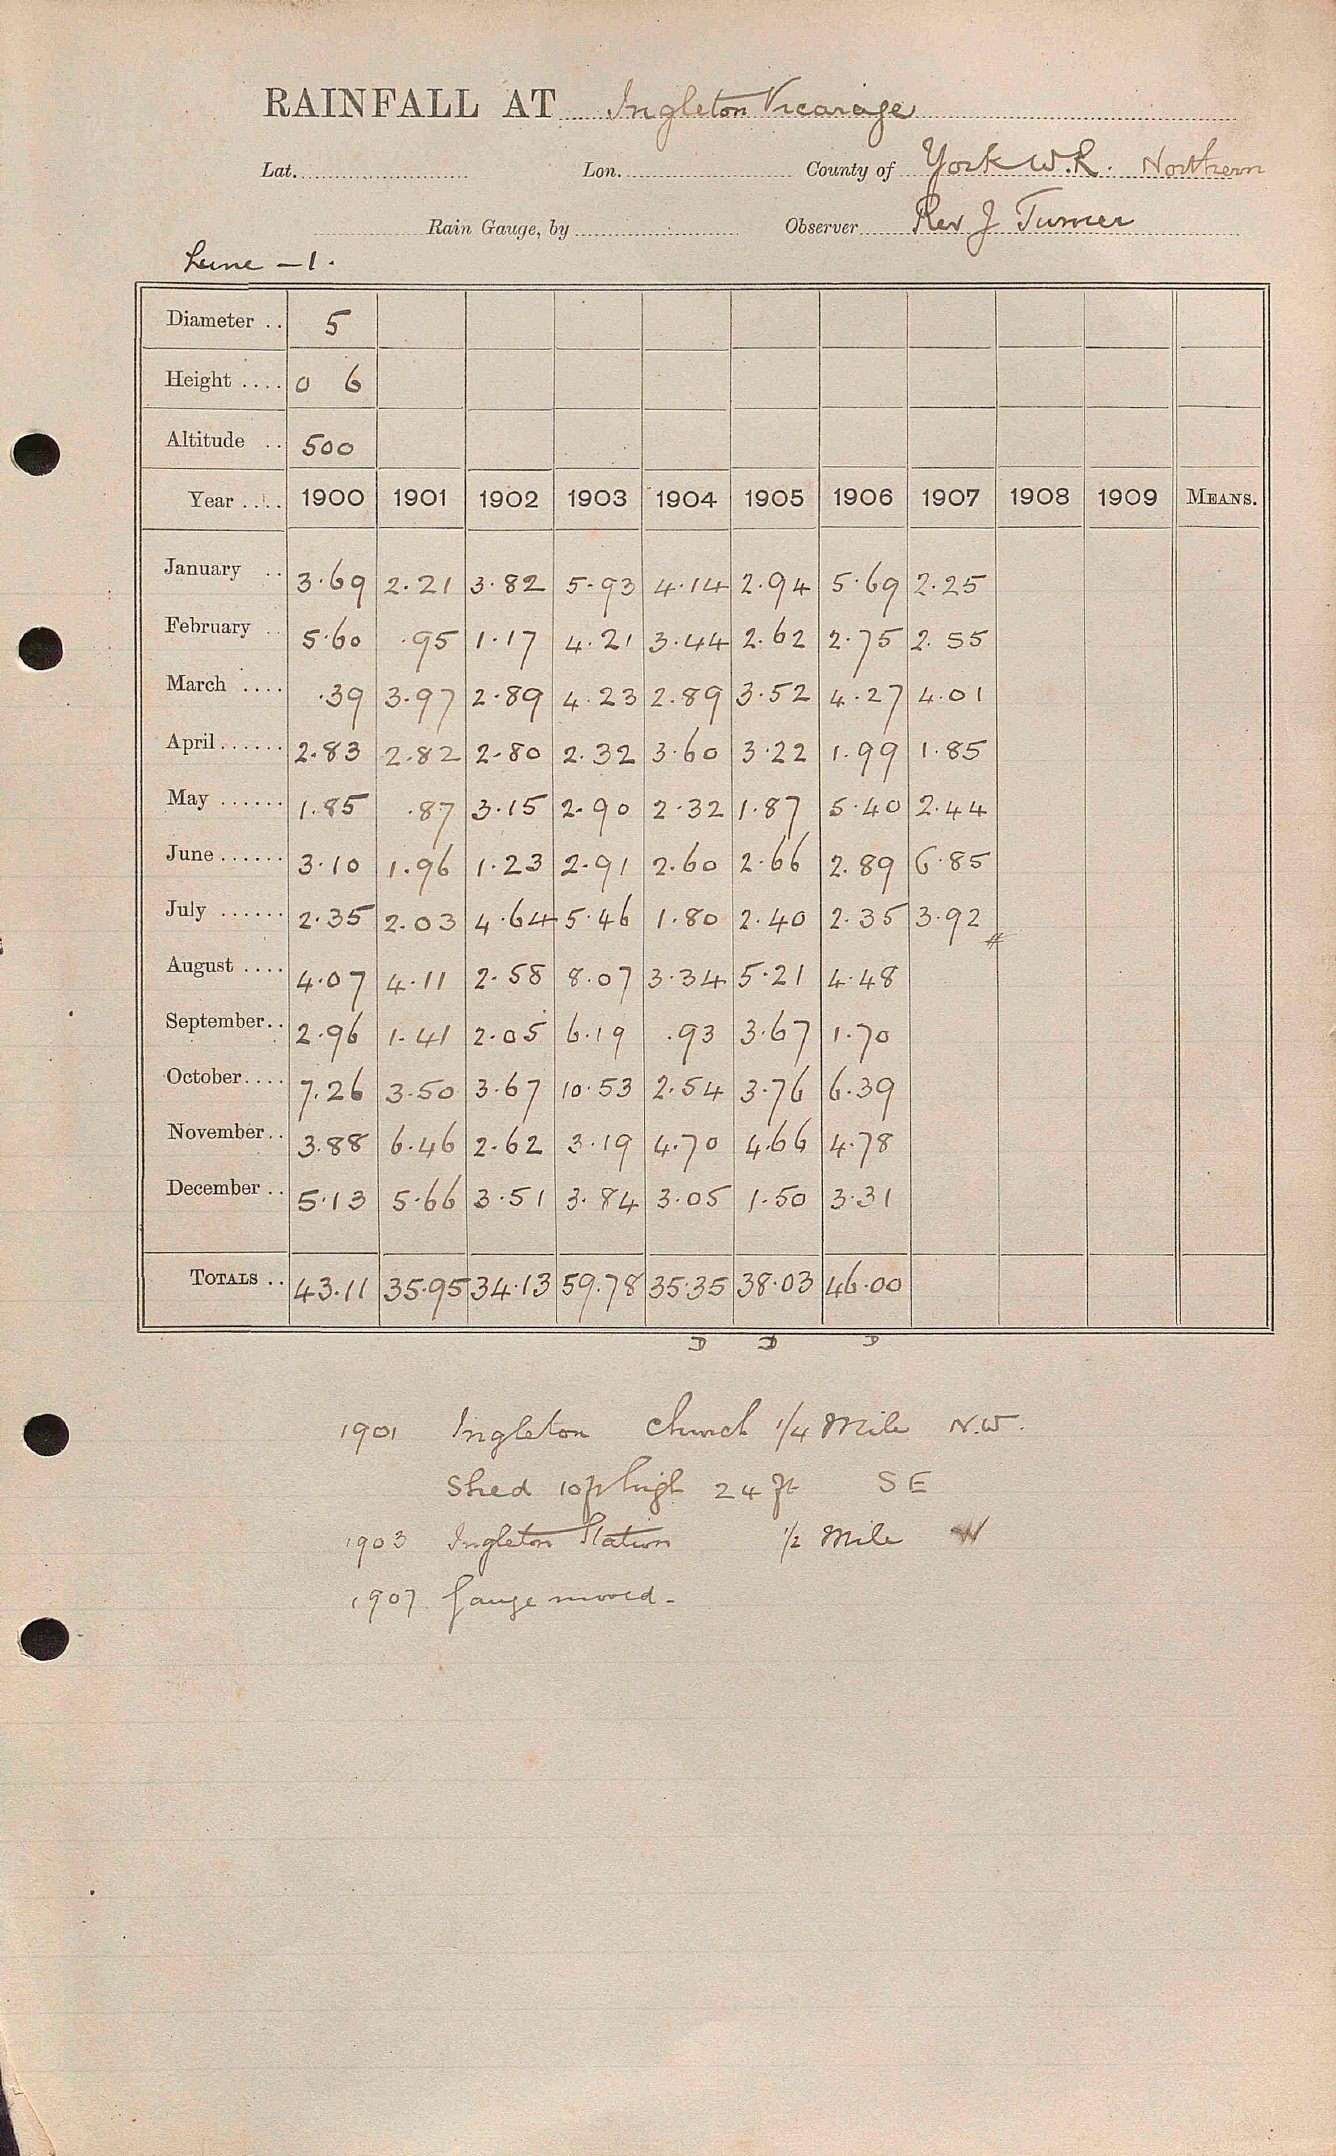 RAINFALL AT Ingleton Vicarage
Lat. Lon. County of York W.R. Northern
Rain Gauge, by Observer Rev J Turner
Lune - 1.
Diameter .. 5
Height .... 0 6
Altitude .. 500
Year .... 1900 1901 1902 1903 1904 1905 1906 1907 1908 1909 MEANS.
January .. 3.69 2.21 3.82 5.93 4.14 2.94 5.69 2.25
February .. 5.60 .95 1.17 4.21 3.44 2.62 2.75 2.55
March .... .39 3.97 2.89 4.23 2.89 3.52 4.27 4.01
April ...... 2.83 2.82 2.80 2.32 3.60 3.22 1.99 1.85
May ...... 1.85 .87 3.15 2.90 2.32 1.87 5.40 2.44
June ...... 3.10 1.96 1.23 2.91 2.60 2.66 2.89 6.85
July ...... 2.35 2.03 4.64 5.46 1.80 2.40 2.35 3.92 #
August .... 4.07 4.11 2.58 8.07 3.34 5.21 4.48
September .. 2.96 1.41 2.05 6.19 .93 3.67 1.70
October .... 7.26 3.50 3.67 10.53 2.54 3.76 6.39
November .. 3.88 6.46 2.62 3.19 4.70 4.66 4.78
December .. 5.13 5.66 3.51 3.84 3.05 1.50 3.31
TOTALS .. 43.11 35.95 34.13 59.78 35.35 38.03 46.00
D D D
1901 Ingleton Church 1/4 Mile N.W.
Shed 10ft high 24 ft SE
1903 Ingleton Station 1/2 Mile W
1907 Gauge moved.